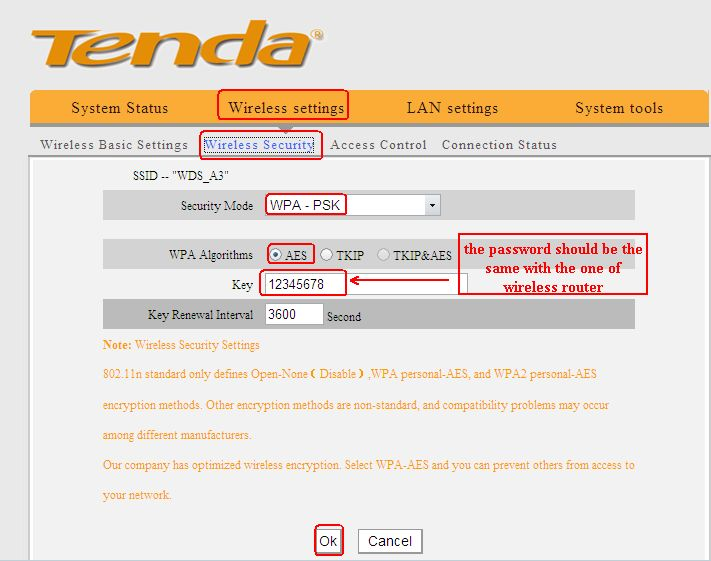 Tenda®
System Status Wireless settings LAN settings System tools
Wireless Basic Settings Wireless Security Access Control Connection Status
SSID -- "WDS_A3"
Security Mode WPA - PSK
WPA Algorithms AES TKIP TKIP&AES
the password should be the
same with the one of
wireless router
Key 12345678
Key Renewal Interval 3600 Second
Note: Wireless Security Settings
802.11n standard only defines Open-None ( Disable ) ,WPA personal-AES, and WPA2 personal-AES
encryption methods. Other encryption methods are non-standard, and compatibility problems may occur
among different manufacturers.
Our company has optimized wireless encryption. Select WPA-AES and you can prevent others from access to
your network.
Ok Cancel